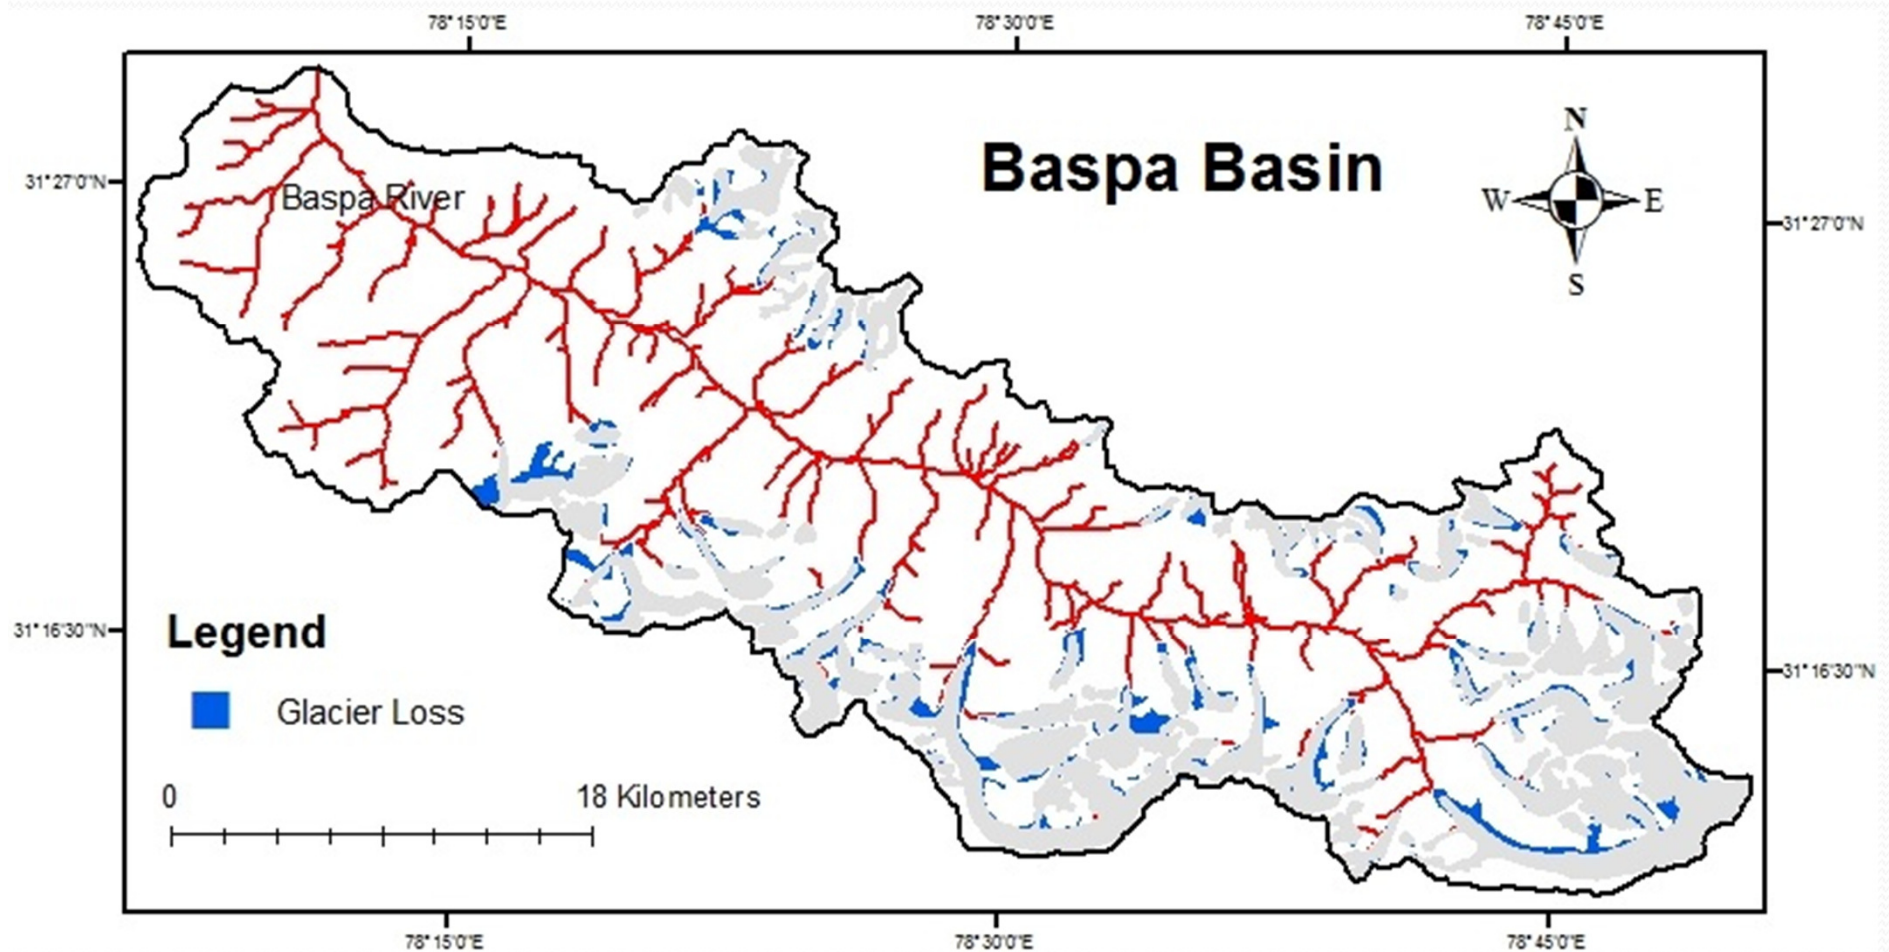 78°15'0"E 78°30'0"E 78°45'0"E
N
Baspa Basin
31°27'0"N
Baspa River
W E
31°27'0"N
S
31°16'30"N
Legend
31°16'30"N
Glacier Loss
0 18 Kilometers
78°15'0"E 78°30'0"E 78°45'0"E